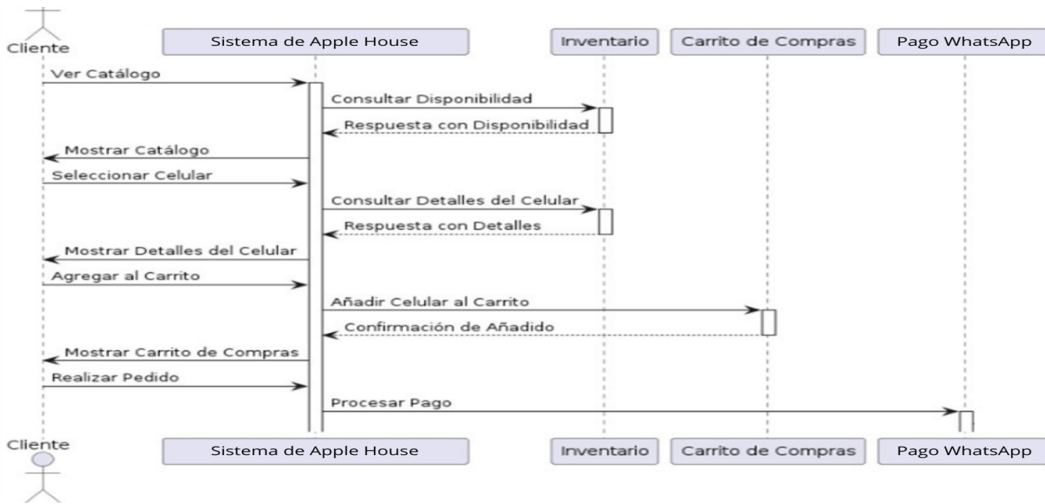 Cliente
Sistema de Apple House
Inventario
Carrito de Compras
Pago WhatsApp
Ver Catálogo
Consultar Disponibilidad
Respuesta con Disponibilidad
Mostrar Catálogo
Seleccionar Celular
Consultar Detalles del Celular
Respuesta con Detalles
Mostrar Detalles del Celular
Agregar al Carrito
Añadir Celular al Carrito
Confirmación de Añadido
Mostrar Carrito de Compras
Realizar Pedido
Procesar Pago
Cliente
Sistema de Apple House
Inventario
Carrito de Compras
Pago WhatsApp